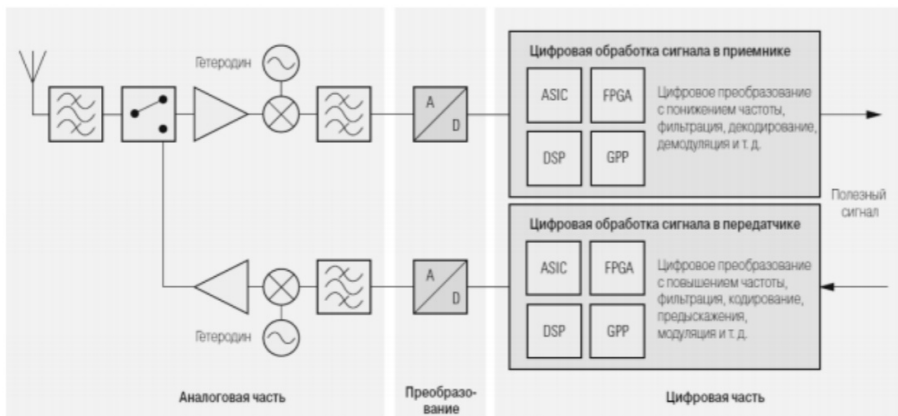 Гетеродин
A
D
Цифровая обработка сигнала в приемнике
ASIC
FPGA
DSP
GPP
Цифровое преобразование
с понижением частоты,
фильтрация, декодирование,
демодуляция и т. д.
Полезный
сигнал
Цифровая обработка сигнала в передатчике
ASIC
FPGA
DSP
GPP
Цифровое преобразование
с повышением частоты,
фильтрация, кодирование,
предыскажения,
модуляция и т. д.
A
D
Гетеродин
Аналоговая часть
Преобразо-
вание
Цифровая часть